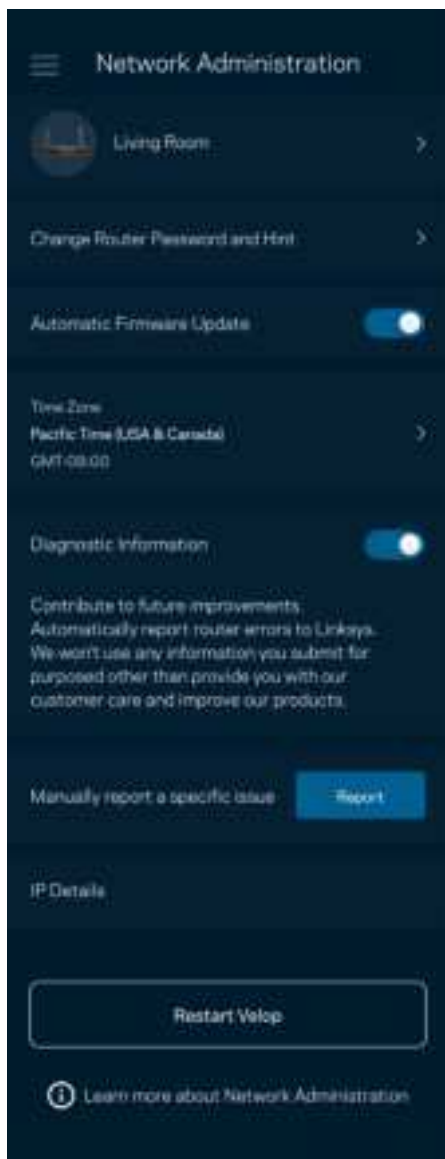 Network Administration
Living Room
Change Router Password and Hint
Automatic Firmware Update
Time Zone
Pacific Time (USA & Canada)
GMT-08:00
Diagnostic Information
Contribute to future improvements
Automatically report router errors to Linksys.
We won't use any information you submit for
purposed other than provide you with our
customer care and improve our products.
Manually report a specific issue
Report
IP Details
Restart Velop
Learn more about Network Administration